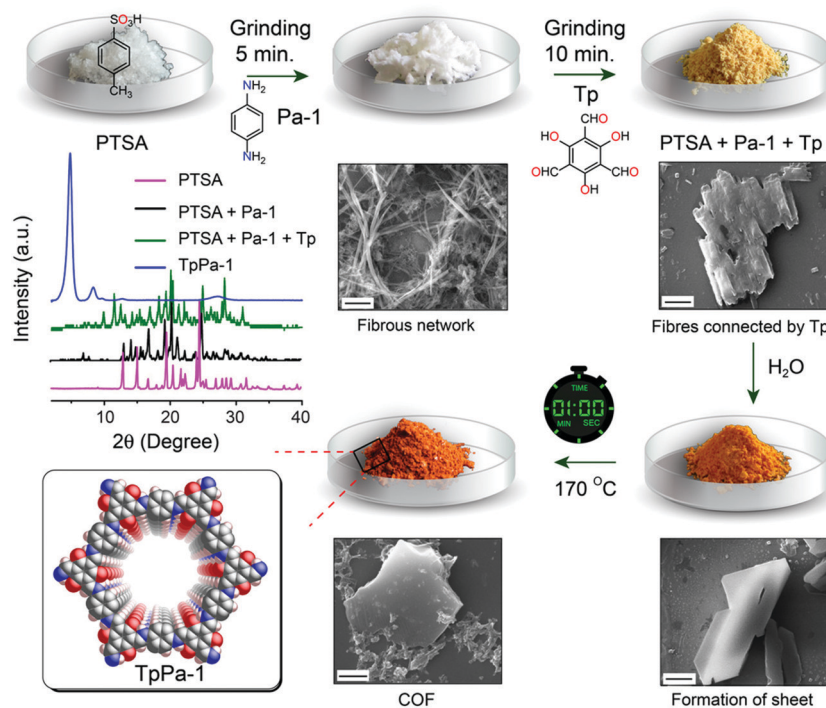 SO3H
CH3
PTSA
Grinding
5 min.
NH2
NH2
Pa-1
Grinding
10 min.
Tp
CHO
HO
OH
OHC
CHO
OH
PTSA + Pa-1 + Tp
Intensity (a.u.)
PTSA
PTSA + Pa-1
PTSA + Pa-1 + Tp
TpPa-1
10
20
30
40
2θ (Degree)
Fibrous network
Fibres connected by Tp
H2O
TIME
01:00
MIN
SEC
170 °C
TpPa-1
COF
Formation of sheet